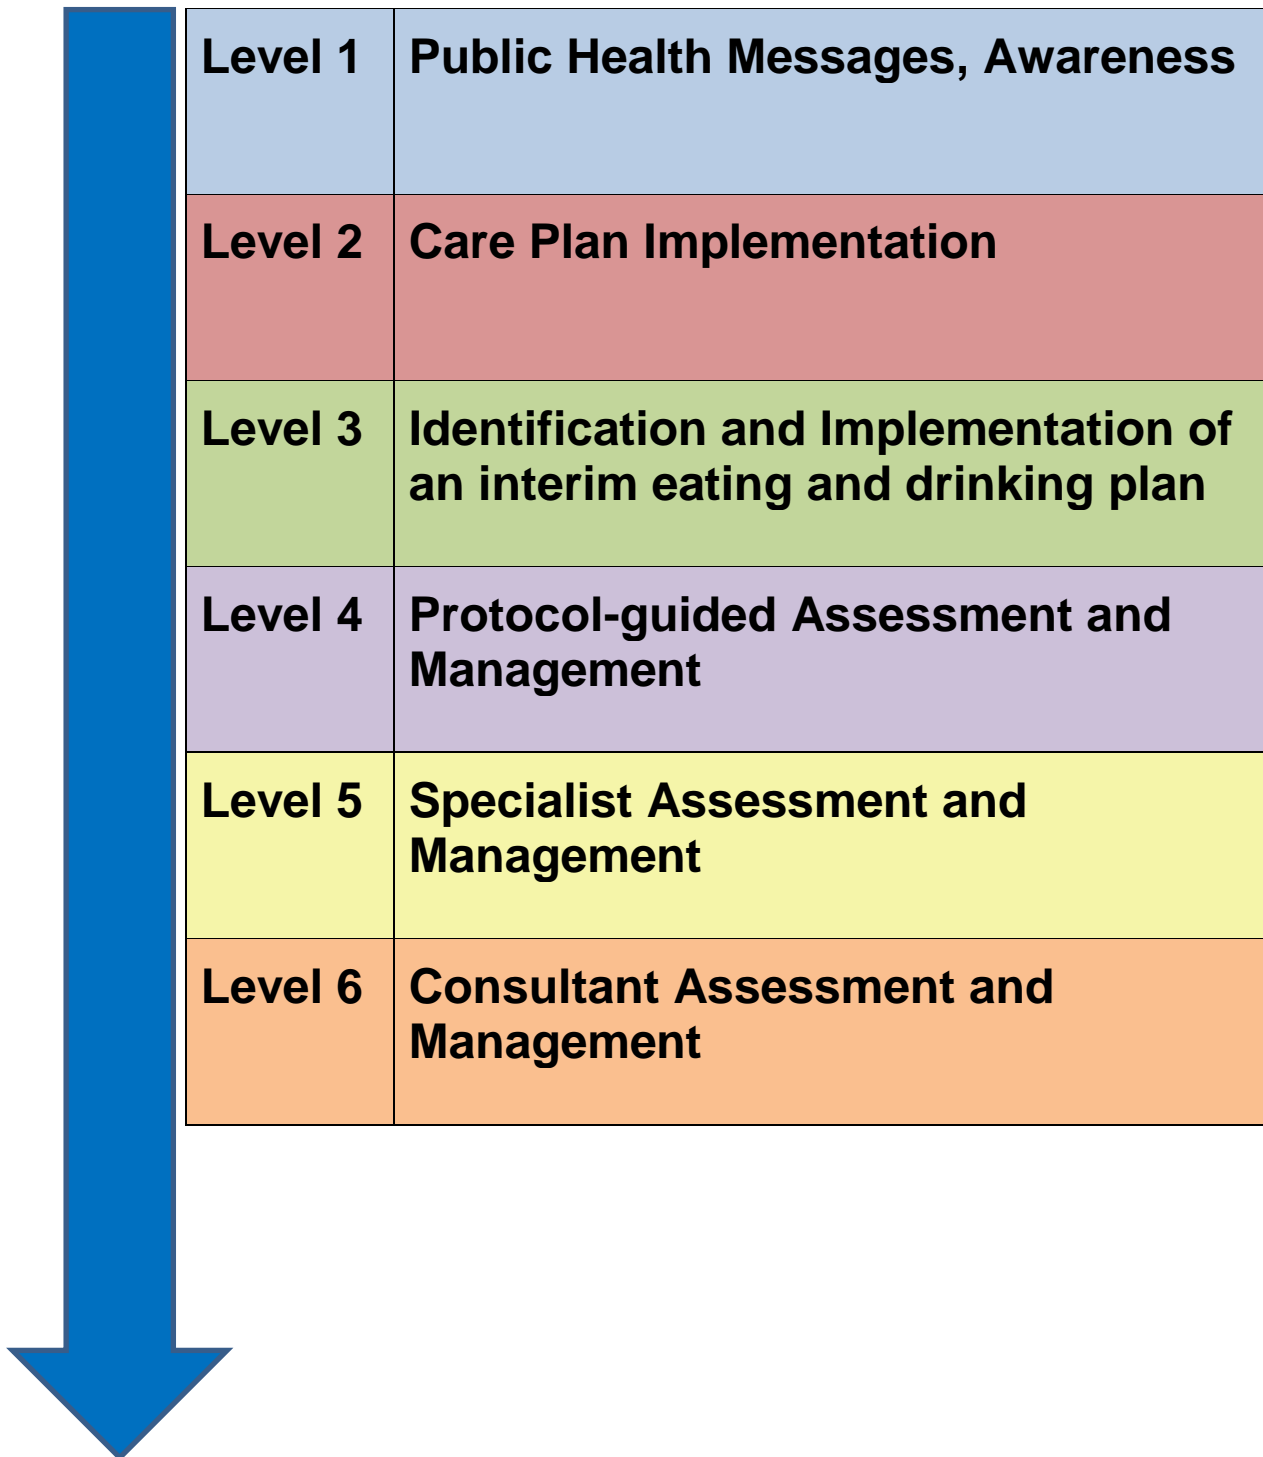 Level 1 Public Health Messages, Awareness
Level 2 Care Plan Implementation
Level 3 Identification and Implementation of
an interim eating and drinking plan
Level 4 Protocol-guided Assessment and
Management
Level 5 Specialist Assessment and
Management
Level 6 Consultant Assessment and
Management